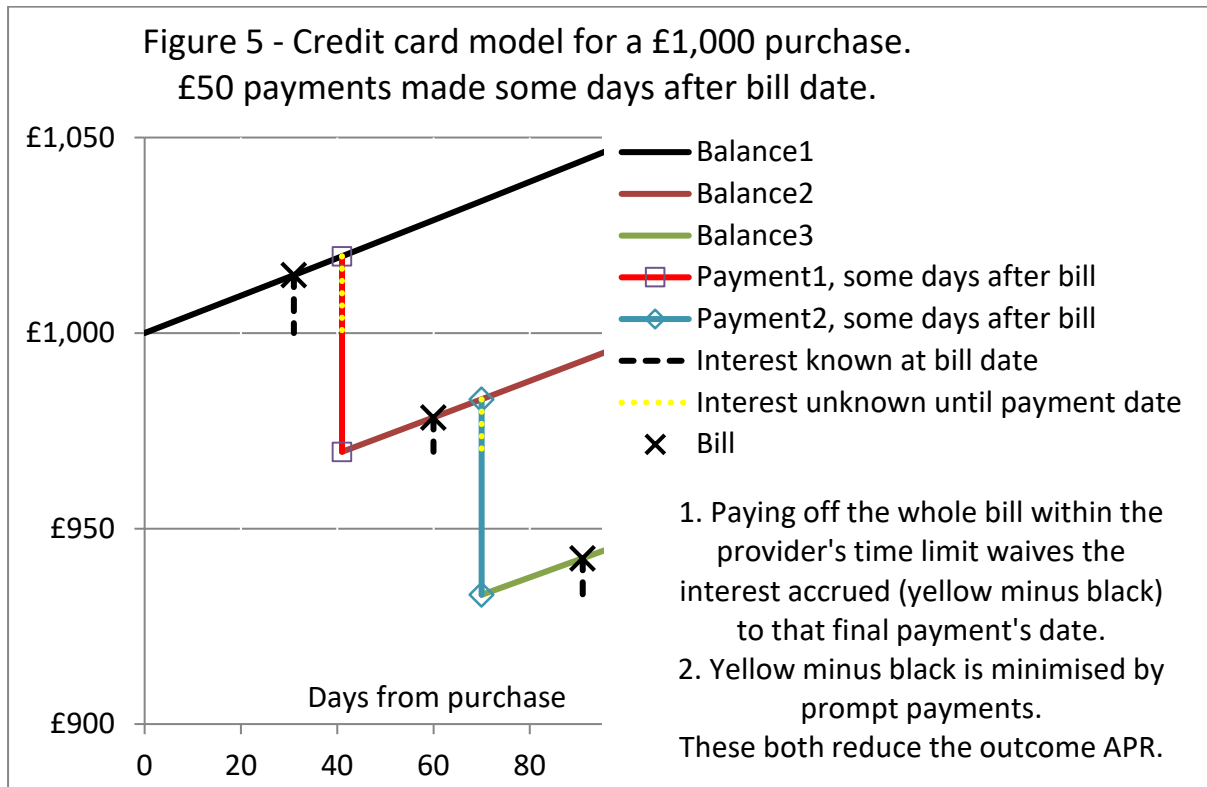 Figure 5 - Credit card model for a £1,000 purchase.
£50 payments made some days after bill date.
£1,050
£1,000
£950
£900
0
20
40
60
80
Days from purchase
Balance1
Balance2
Balance3
Payment1, some days after bill
Payment2, some days after bill
Interest known at bill date
Interest unknown until payment date
Bill
1. Paying off the whole bill within the
provider's time limit waives the
interest accrued (yellow minus black)
to that final payment's date.
2. Yellow minus black is minimised by
prompt payments.
These both reduce the outcome APR.